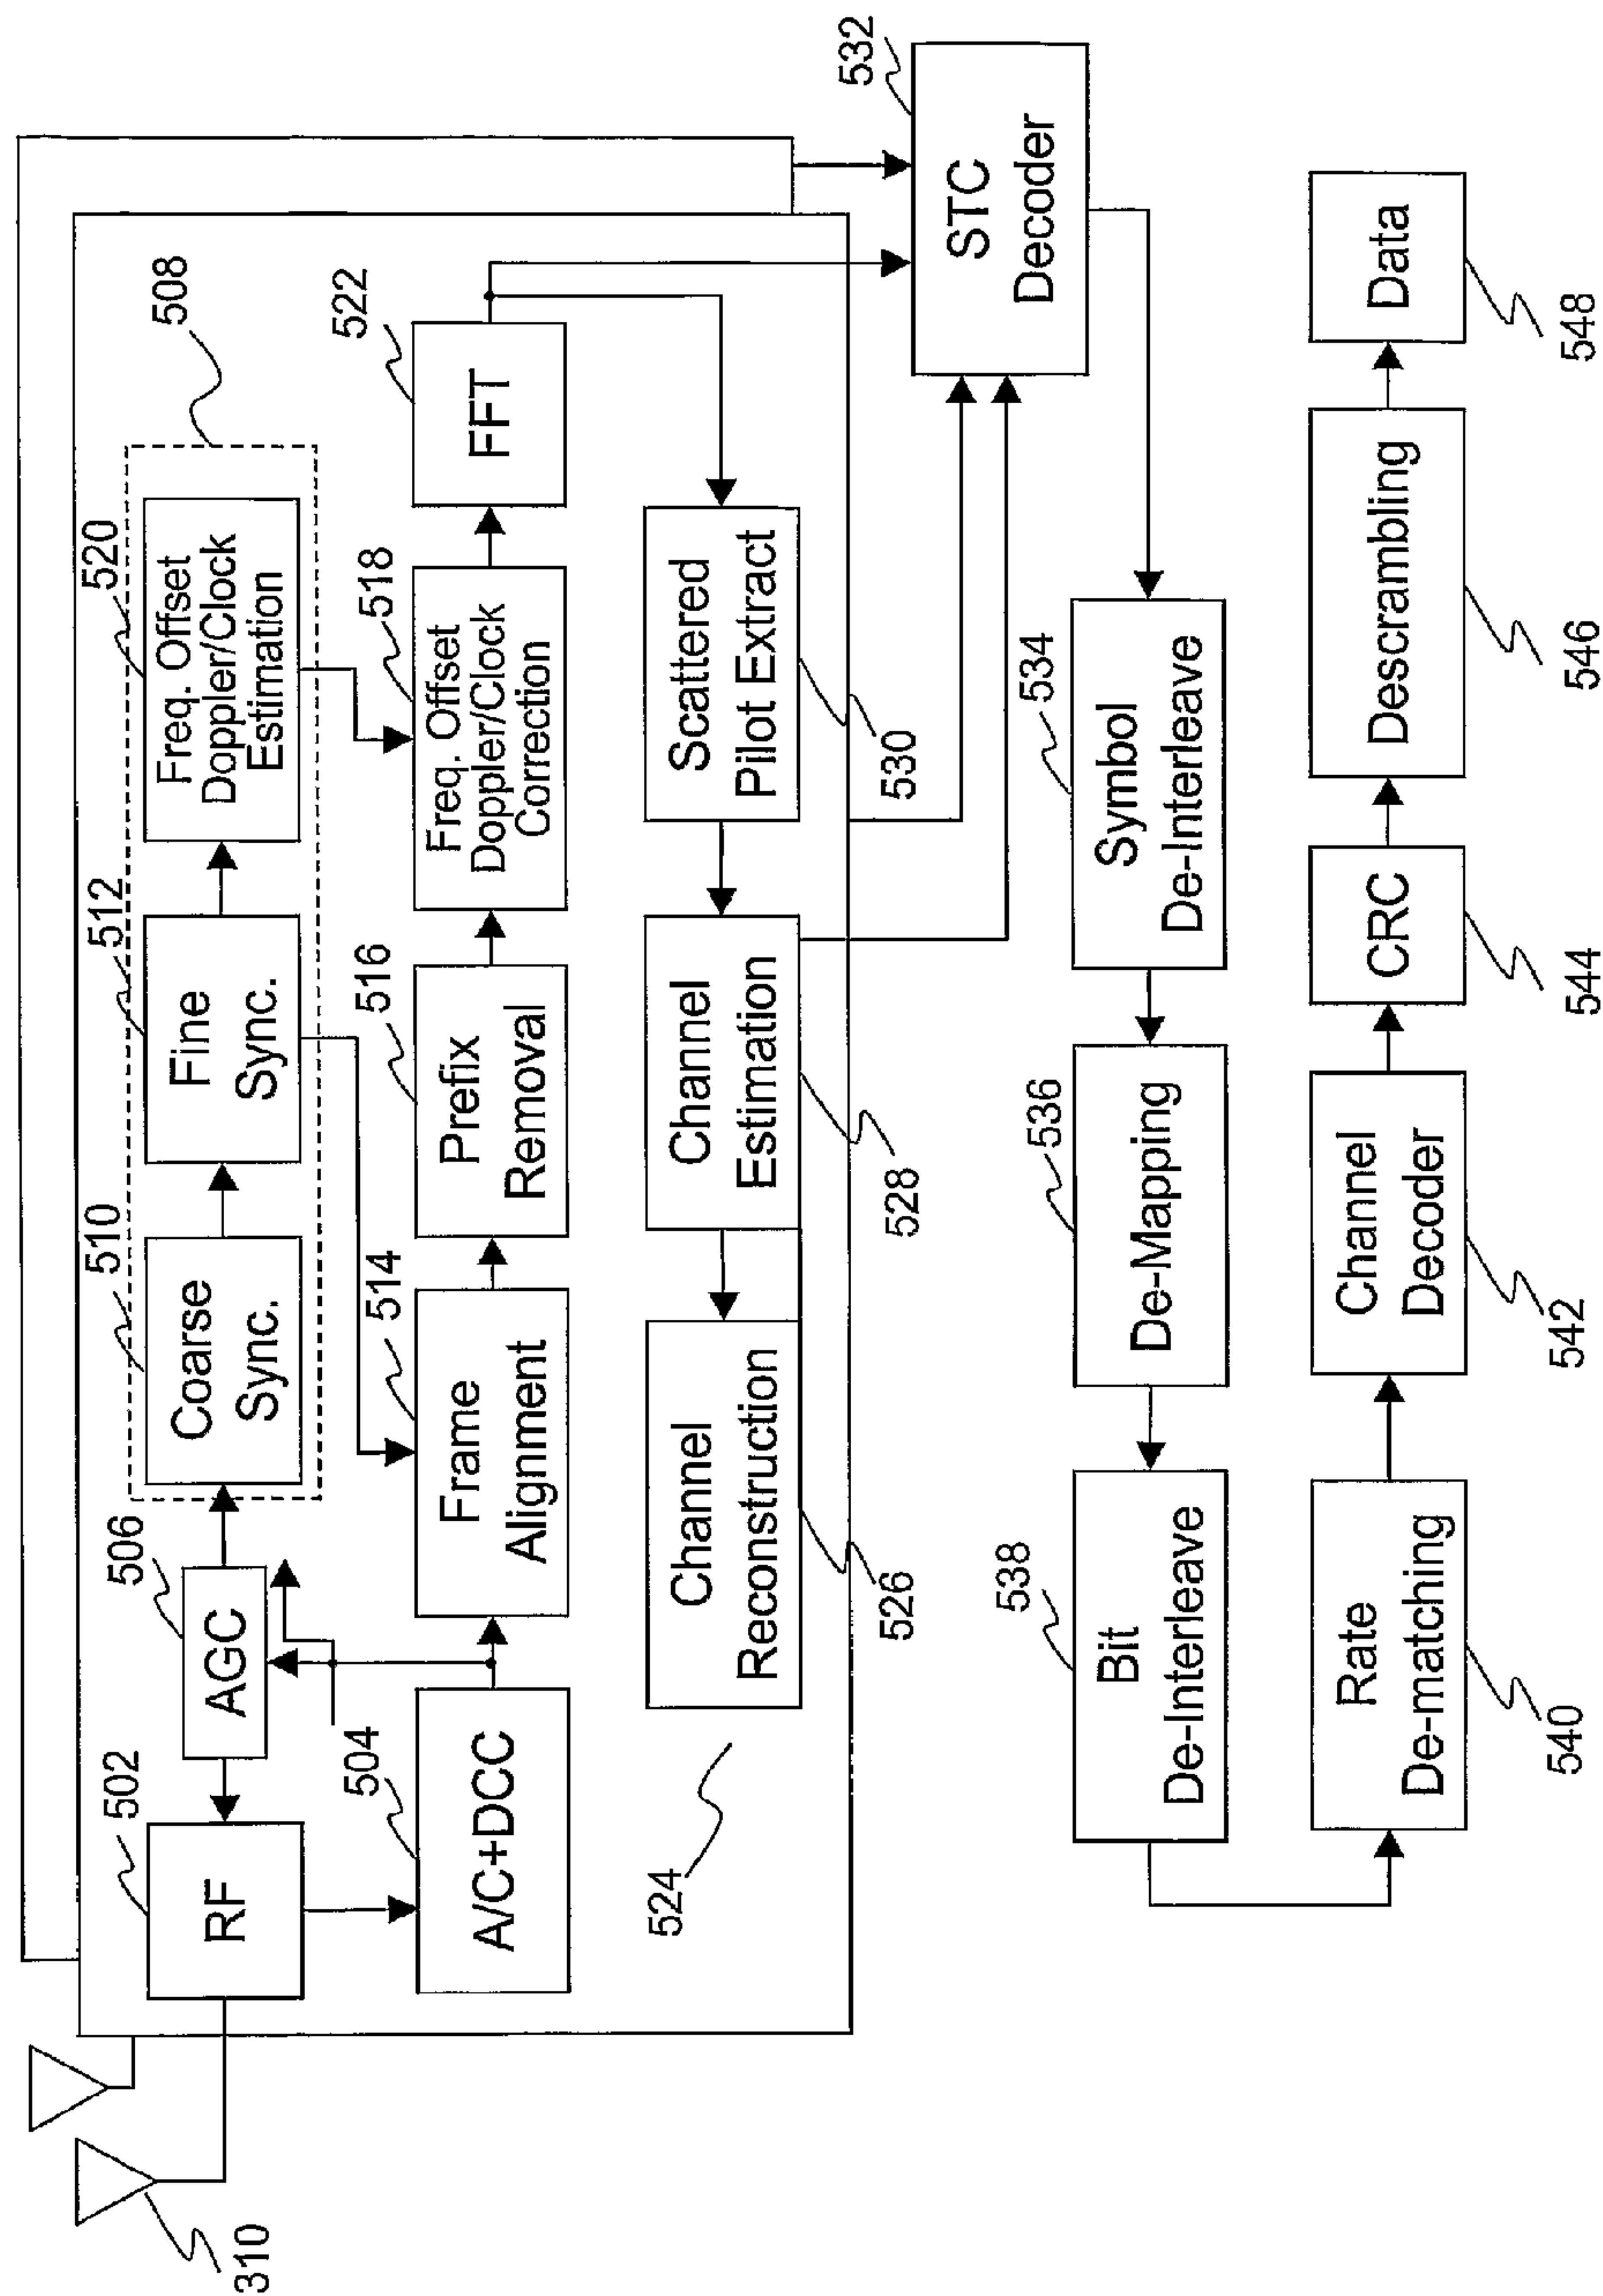 310
502
RF
506
AGC
504
A/C+DCC
508
510
Coarse
Sync.
512
Fine
Sync.
520
Freq. Offset
Doppler/Clock
Estimation
514
Frame
Alignment
516
Prefix
Removal
518
Freq. Offset
Doppler/Clock
Correction
522
FFT
524
Channel
Reconstruction
526
Channel
Estimation
528
Scattered
Pilot Extract
530
STC
Decoder
532
Symbol
De-Interleave
534
De-Mapping
536
Bit
De-Interleave
538
Rate
De-matching
540
Channel
Decoder
542
CRC
544
Descrambling
546
Data
548